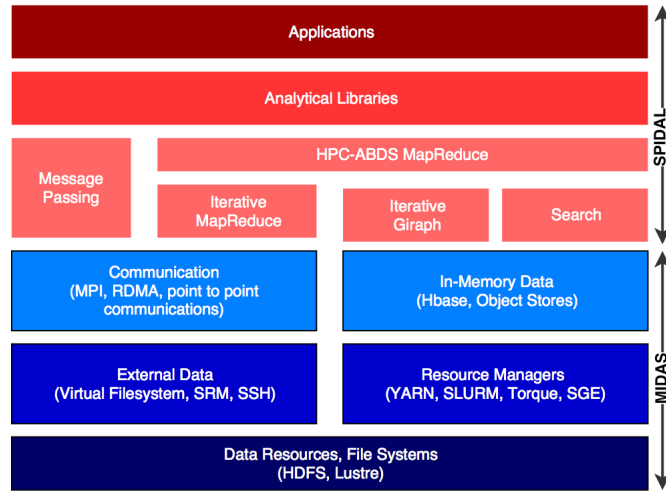 Applications
Analytical Libraries
HPC-ABDS MapReduce
Message
Passing
Iterative
MapReduce
Iterative
Giraph
Search
SPIDAL
Communication
(MPI, RDMA, point to point
communications)
In-Memory Data
(Hbase, Object Stores)
External Data
(Virtual Filesystem, SRM, SSH)
Resource Managers
(YARN, SLURM, Torque, SGE)
Data Resources, File Systems
(HDFS, Lustre)
MIDAS